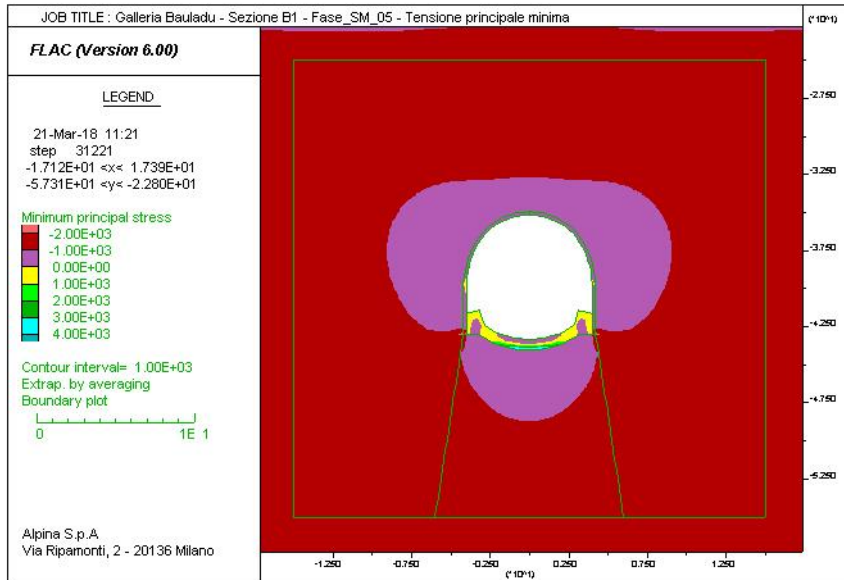 JOB TITLE : Galleria Bauladu - Sezione B1 - Fase_SM_05 - Tensione principale minima
(*10^1)
FLAC (Version 6.00)
LEGEND
21-Mar-18 11:21
step 31221
-1.712E+01 <x< 1.739E+01
-5.731E+01 <y< -2.280E+01
Minimum principal stress
-2.00E+03
-1.00E+03
0.00E+00
1.00E+03
2.00E+03
3.00E+03
4.00E+03
Contour interval= 1.00E+03
Extrap. by averaging
Boundary plot
0 1E 1
Alpina S.p.A
Via Ripamonti, 2 - 20136 Milano
-2.750
-3.250
-3.750
-4.250
-4.750
-5.250
-1.250 -0.750 -0.250 0.250 0.750 1.250
(*10^1)